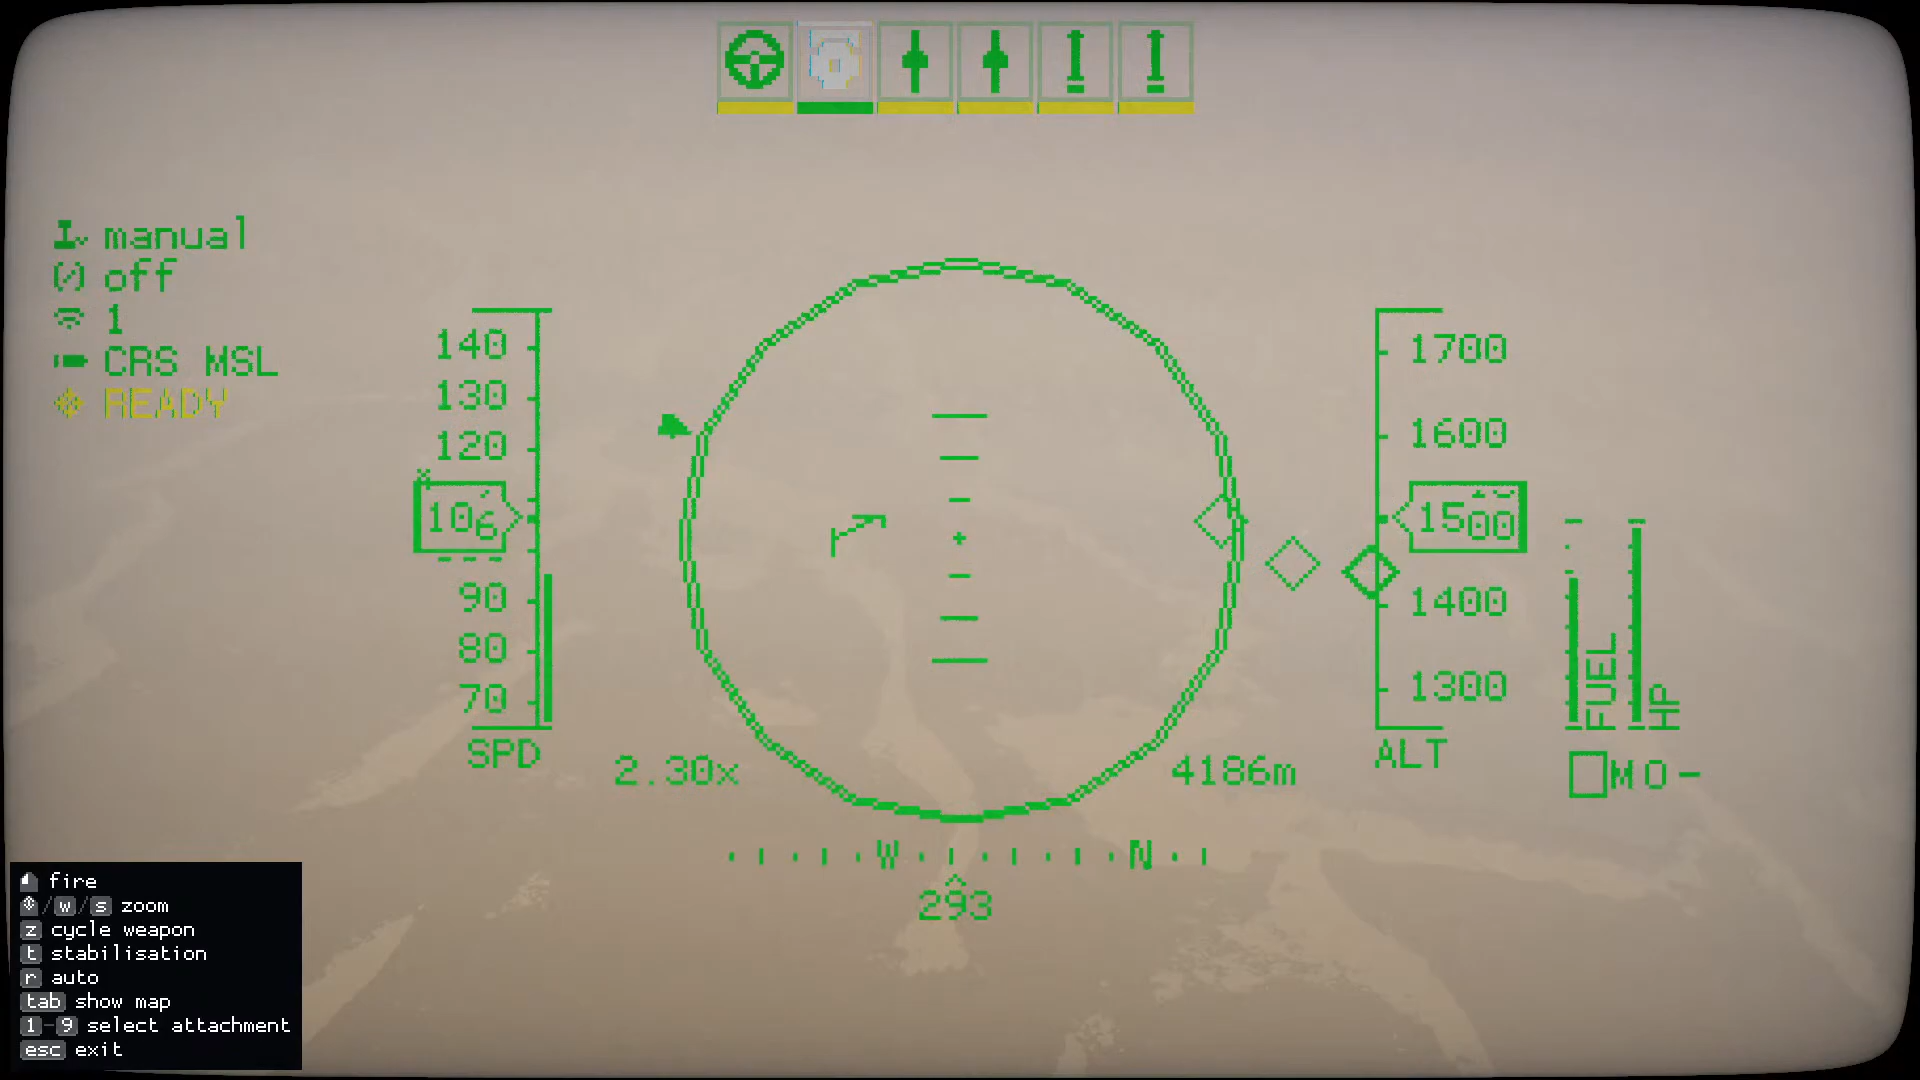 manual
off
1
CRS MSL
READY
140
130
120
106
90
80
70
SPD
1700
1600
1500
1400
1300
ALT
FUEL
HP
M 0 -
2.30x
4186m
W
N
293
fire
/ w / s zoom
z cycle weapon
t stabilisation
r auto
tab show map
1 - 9 select attachment
esc exit